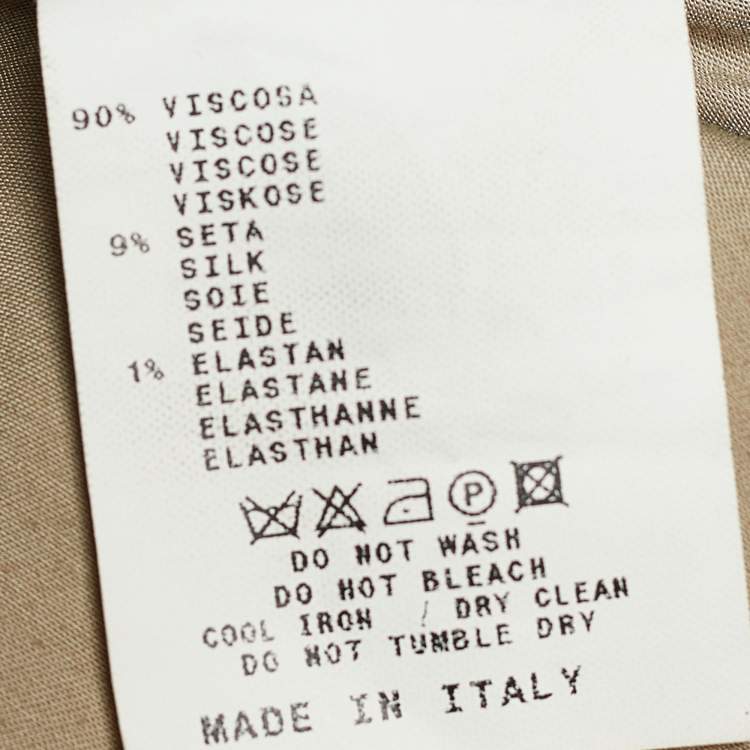 90% VISCOSA
VISCOSE
VISCOSE
VISKOSE
9% SETA
SILK
SOIE
SEIDE
1% ELASTAN
ELASTANE
ELASTHANNE
ELASTHAN
P
DO NOT WASH
DO NOT BLEACH
COOL IRON / DRY CLEAN
DO NOT TUMBLE DRY
MADE IN ITALY